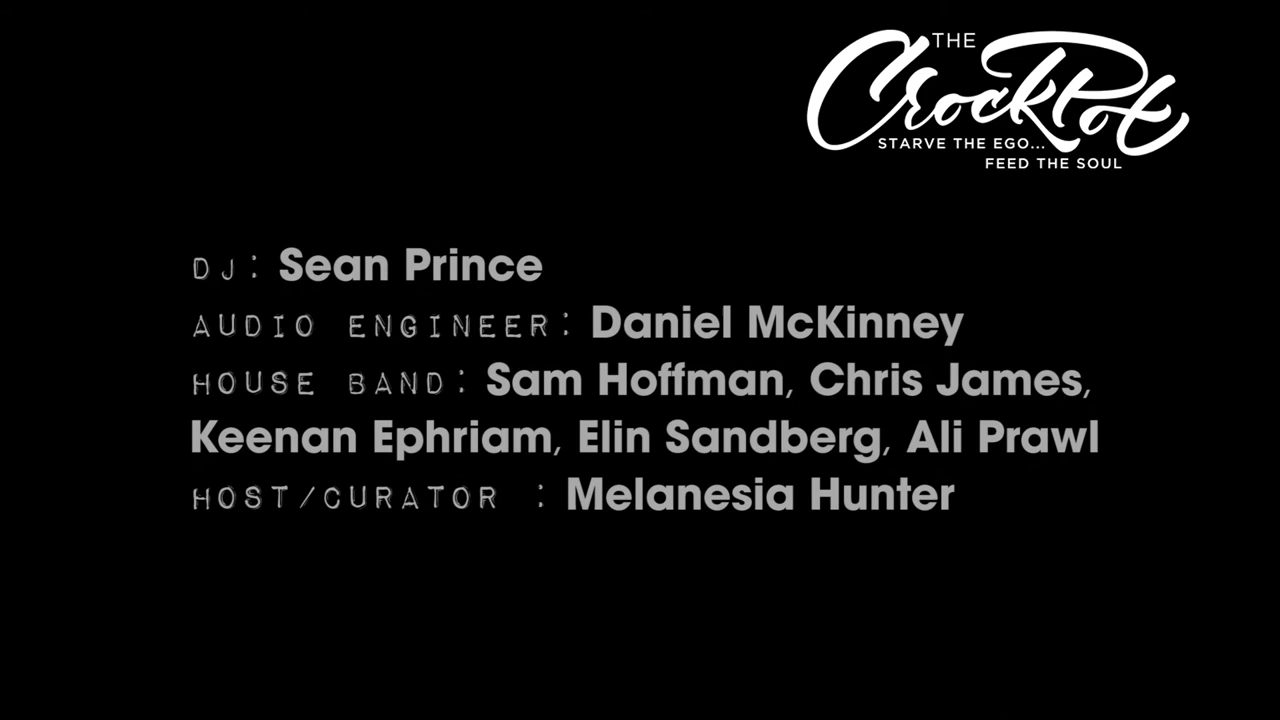 THE
CrockPot
STARVE THE EGO...
FEED THE SOUL
DJ: Sean Prince
AUDIO ENGINEER: Daniel McKinney
HOUSE BAND: Sam Hoffman, Chris James,
Keenan Ephriam, Elin Sandberg, Ali Prawl
HOST/CURATOR : Melanesia Hunter